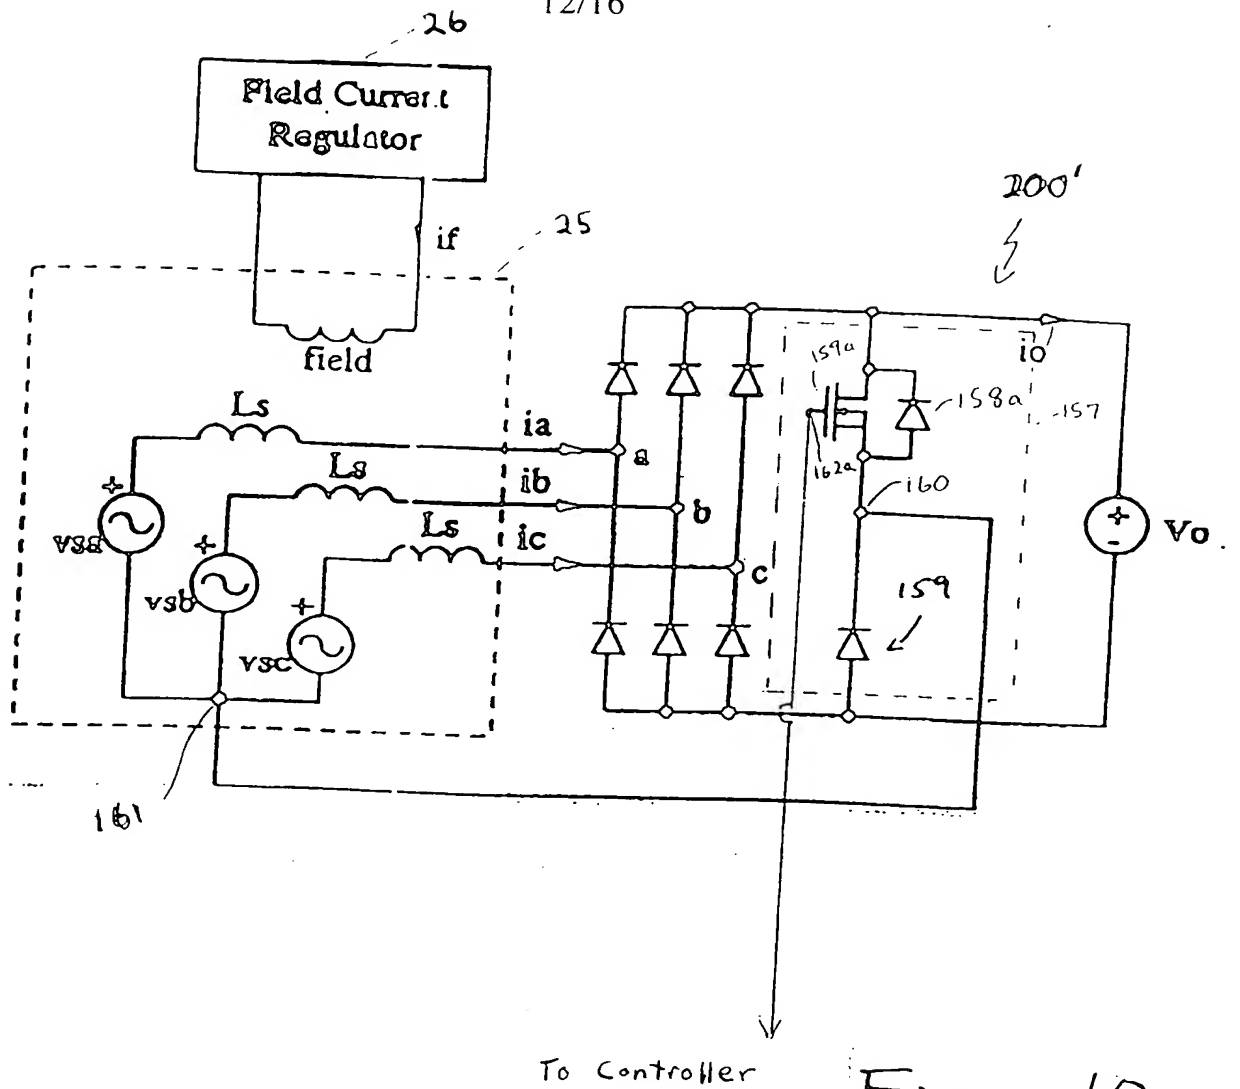 12/16
26
Field Current
Regulator
200'
25
if
field
io
159a
158a
157
Ls
ia
a
162a
Ls
ib
b
160
vsa
Ls
ic
c
Vo
vsb
159
vsc
161
To Controller